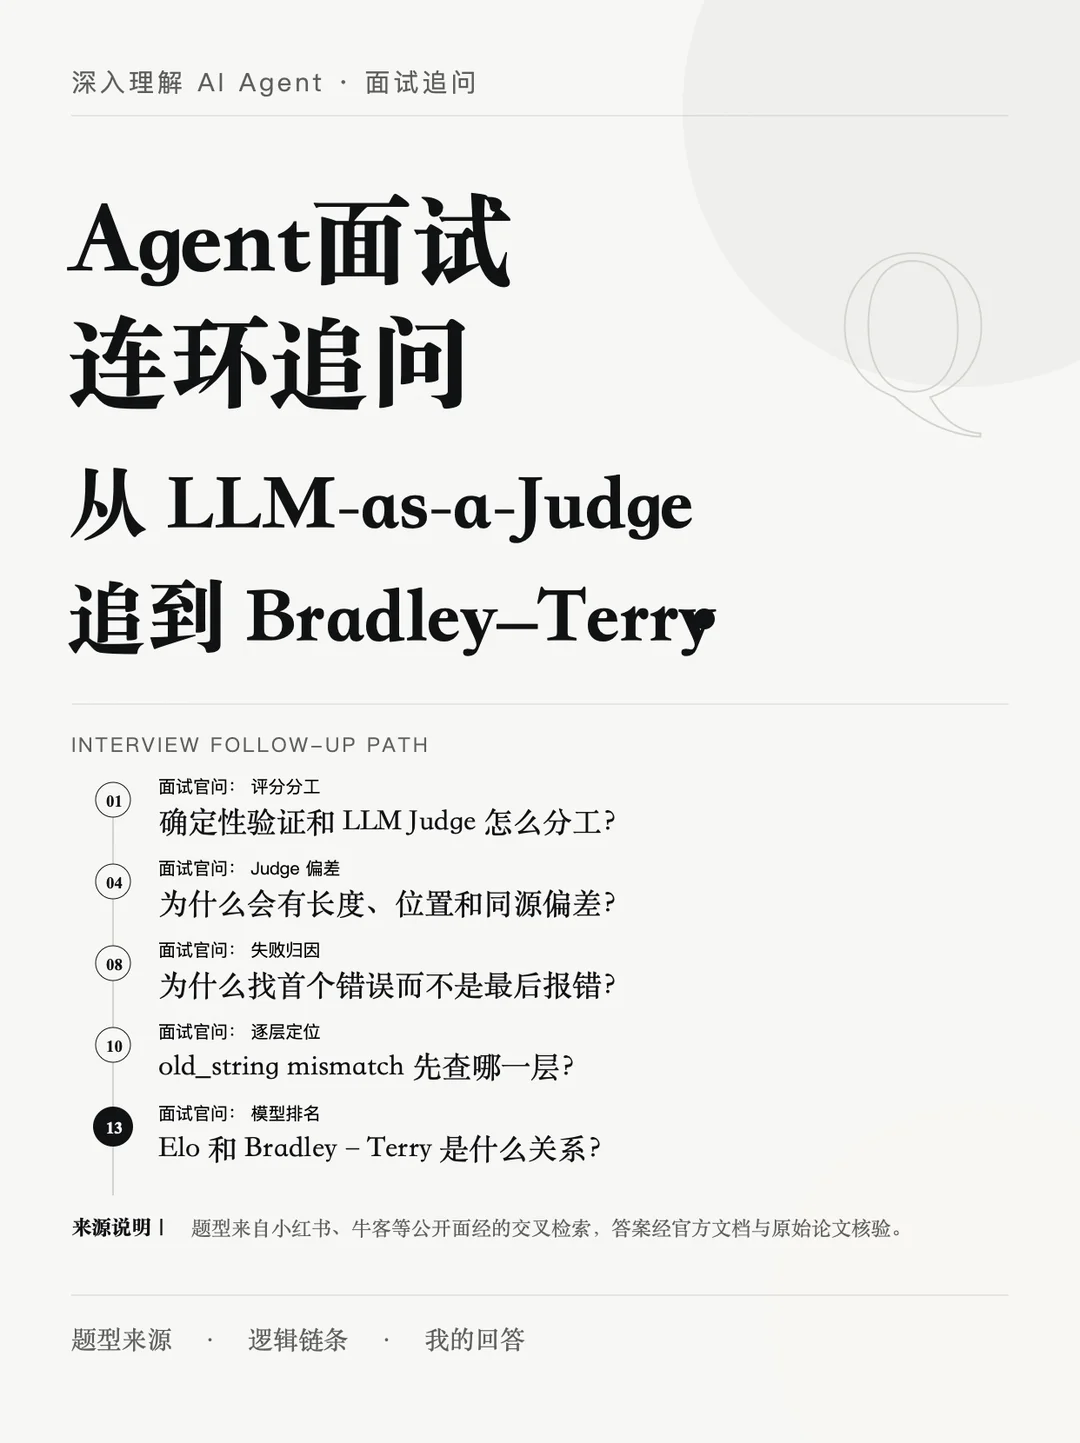 深入理解 AI Agent · 面试追问
Q
Agent面试
连环追问
从 LLM-as-a-Judge
追到 Bradley–Terry
INTERVIEW FOLLOW-UP PATH
01
面试官问： 评分分工
确定性验证和 LLM Judge 怎么分工？
04
面试官问： Judge 偏差
为什么会有长度、位置和同源偏差？
08
面试官问： 失败归因
为什么找首个错误而不是最后报错？
10
面试官问： 逐层定位
old_string mismatch 先查哪一层？
13
面试官问： 模型排名
Elo 和 Bradley – Terry 是什么关系？
来源说明 | 题型来自小红书、牛客等公开面经的交叉检索，答案经官方文档与原始论文核验。
题型来源 · 逻辑链条 · 我的回答